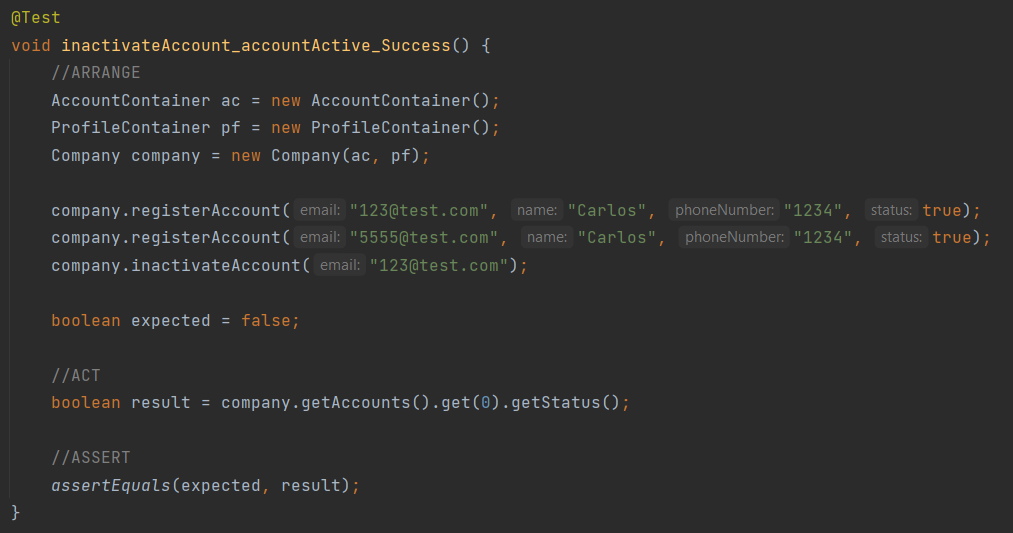 @Test
void inactivateAccount_accountActive_Success() {
//ARRANGE
AccountContainer ac = new AccountContainer();
ProfileContainer pf = new ProfileContainer();
Company company = new Company(ac, pf);
company.registerAccount( email: "123@test.com", name: "Carlos", phoneNumber: "1234", status: true);
company.registerAccount( email: "5555@test.com", name: "Carlos", phoneNumber: "1234", status: true);
company.inactivateAccount( email: "123@test.com");
boolean expected = false;
//ACT
boolean result = company.getAccounts().get(0).getStatus();
//ASSERT
assertEquals(expected, result);
}